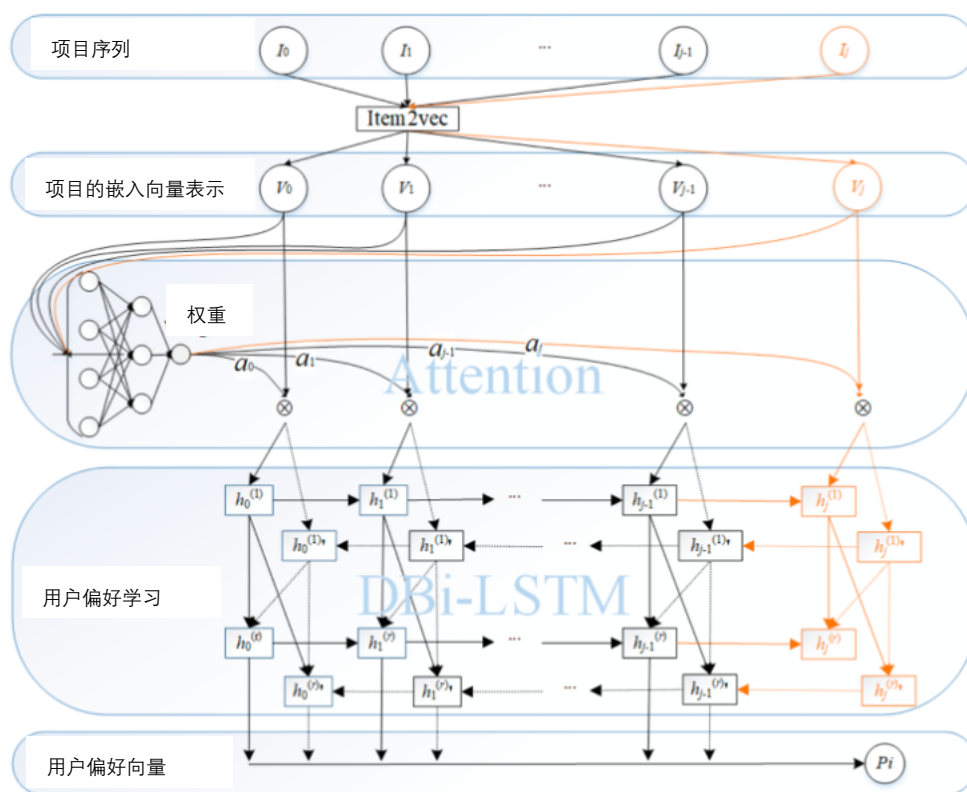 项目序列 I0 I1 ... Ij-1 Ij
Item2vec
项目的嵌入向量表示 V0 V1 ... Vj-1 Vj
权重
a0 a1 aj-1 aj
Attention
⊗ ⊗ ⊗ ⊗
h0(1) h1(1) ... hj-1(1) hj(1)
h0(1)' h1(1)' ... hj-1(1)' hj(1)'
用户偏好学习
DBi-LSTM
h0(r) h1(r) ... hj-1(r) hj(r)
h0(r)' h1(r)' ... hj-1(r)' hj(r)'
用户偏好向量 Pi